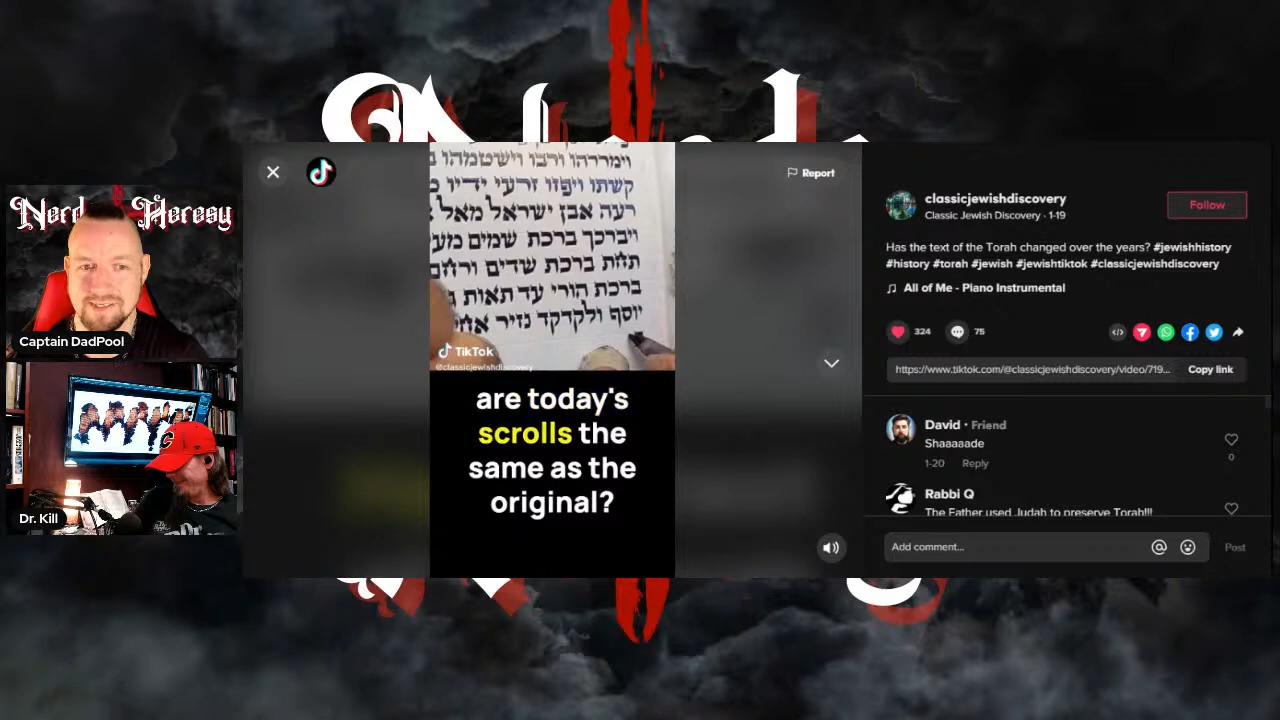 Nerd Heresy
Captain DadPool
Dr. Kill
וימררהו ורבו וישטמהו ב
קשתו ויפזו זרעי ידיו מ
רעה אבן ישראל מאל א
ויברכך ברכת שמים מעל
תחת ברכת שדים ורחם
ברכת הורי עד תאות ג
יוסף ולקדקד נזיר אחיו
TikTok
@classicjewishdiscovery
are today's
scrolls the
same as the
original?
Report
classicjewishdiscovery
Classic Jewish Discovery · 1-19
Follow
Has the text of the Torah changed over the years? #jewishhistory
#history #torah #jewish #jewishtiktok #classicjewishdiscovery
All of Me - Piano Instrumental
324
75
https://www.tiktok.com/@classicjewishdiscovery/video/719...
Copy link
David · Friend
Shaaaaade
1-20 Reply
0
Rabbi Q
The Father used Judah to preserve Torah!!!
Add comment...
Post